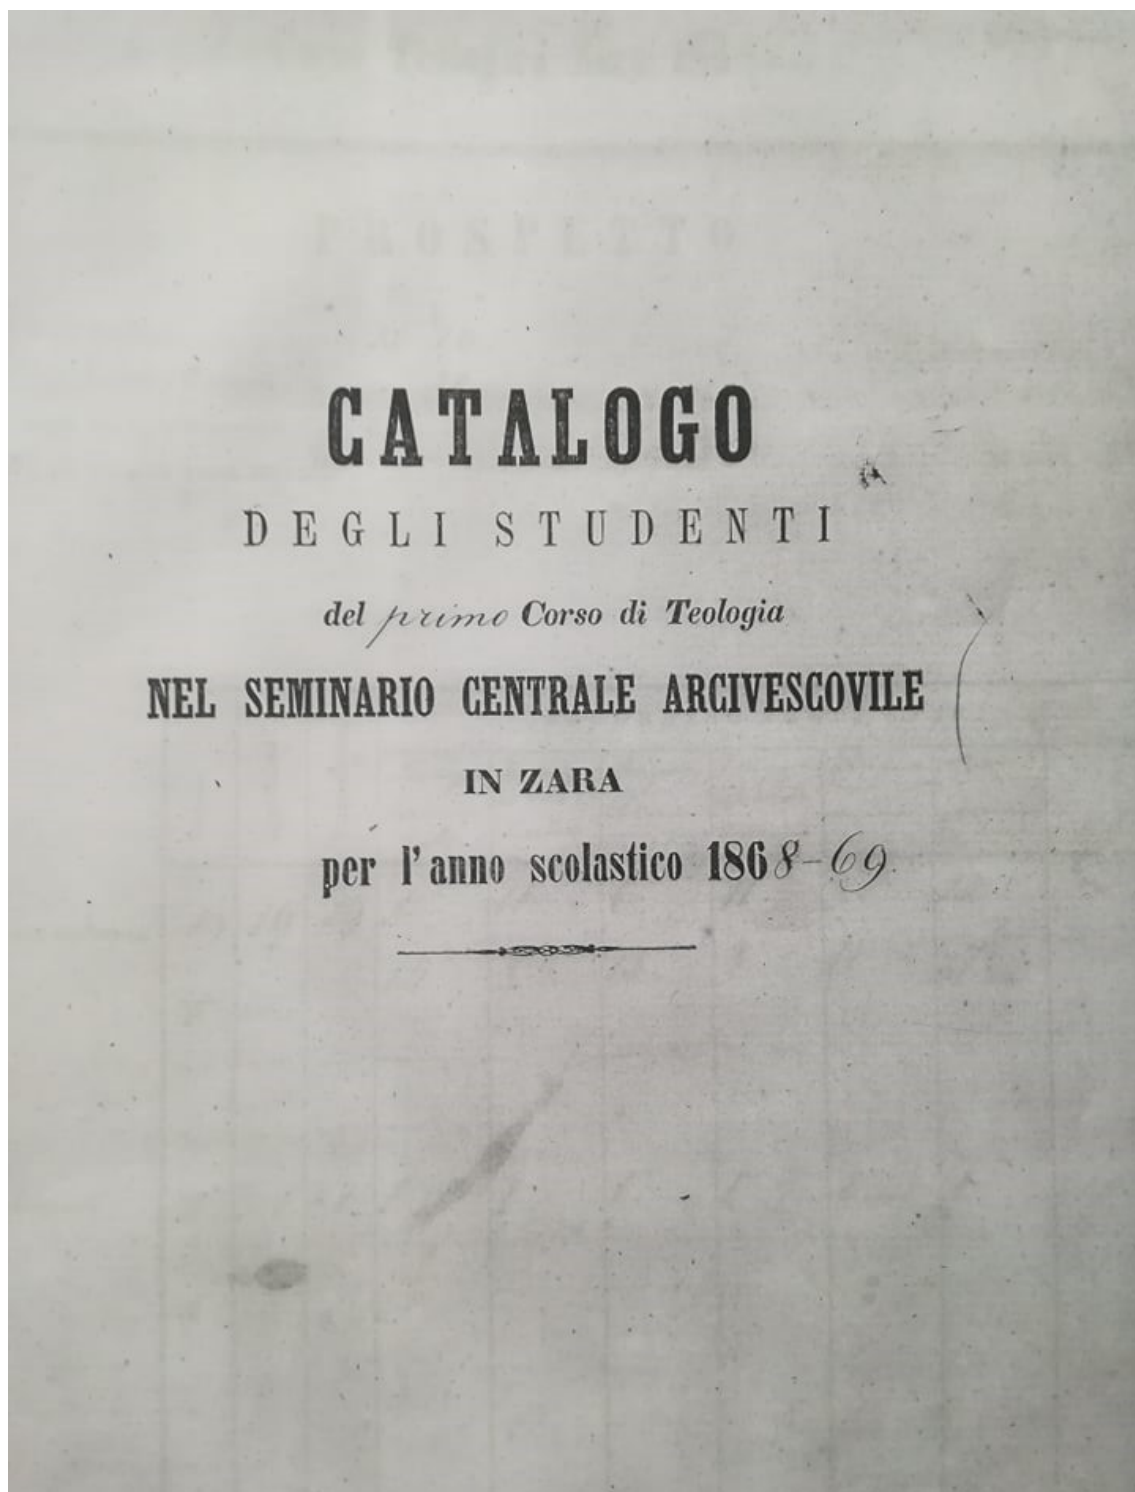 CATALOGO
DEGLI STUDENTI
del primo Corso di Teologia
NEL SEMINARIO CENTRALE ARCIVESCOVILE
IN ZARA
per l'anno scolastico 1868-69.